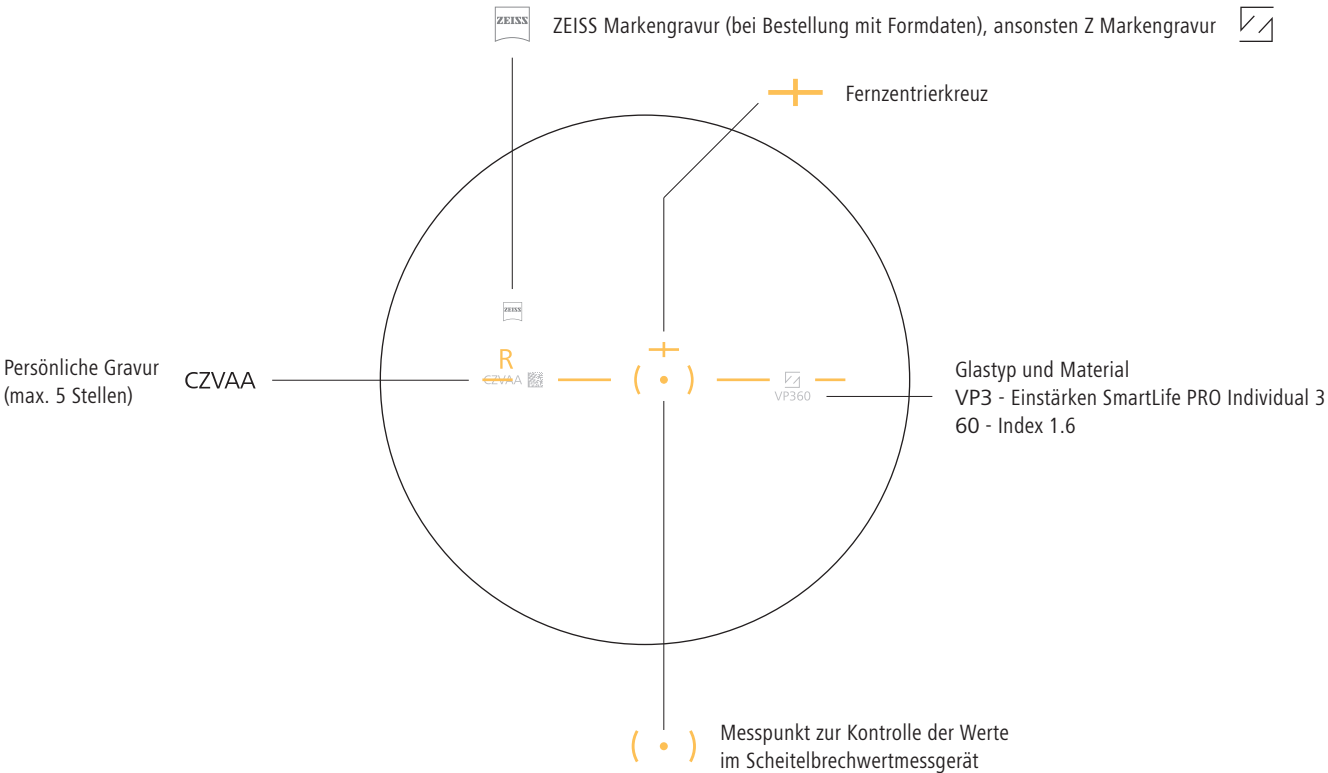 ZEISS ZEISS Markengravur (bei Bestellung mit Formdaten), ansonsten Z Markengravur
Fernzentrierkreuz
ZEISS
R
Persönliche Gravur
(max. 5 Stellen)
CZVAA
CZVAA
VP360
Glastyp und Material
VP3 - Einstärken SmartLife PRO Individual 3
60 - Index 1.6
Messpunkt zur Kontrolle der Werte
im Scheitelbrechwertmessgerät